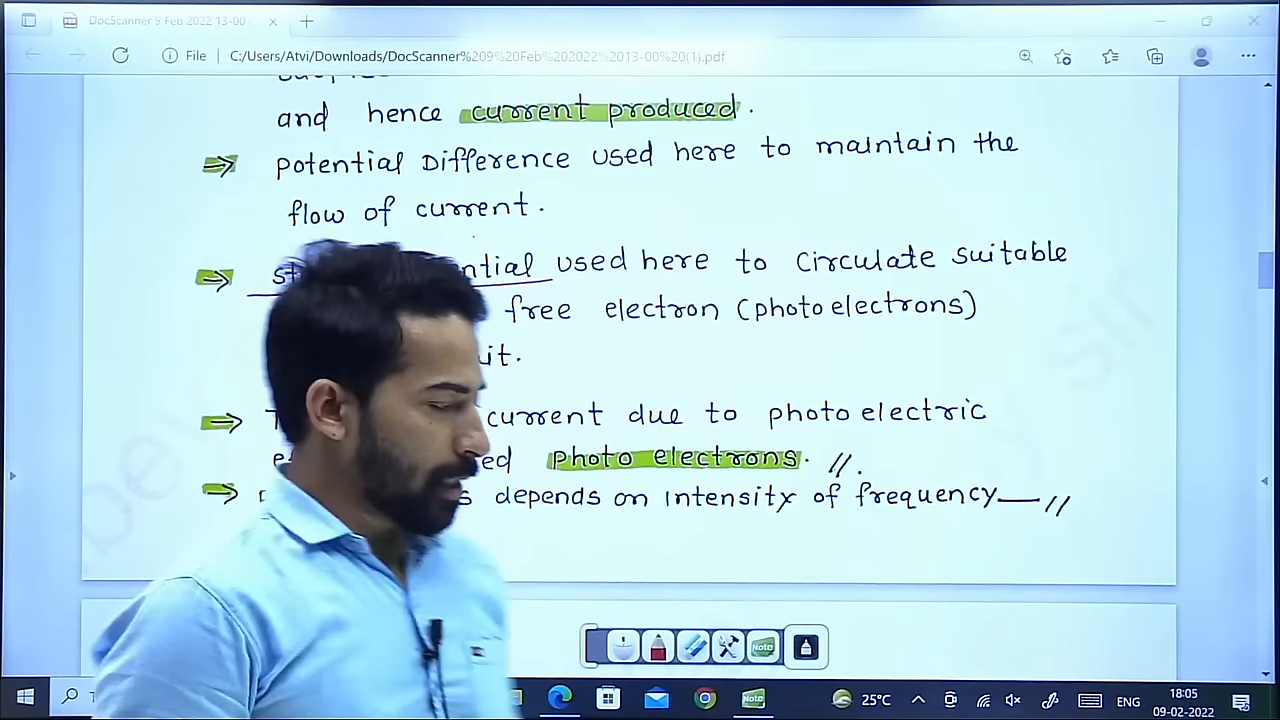 DocScanner 9 Feb 2022 13-00
File
C:/Users/Atvi/Downloads/DocScanner%209%20Feb%202022%2013-00%20(1).pdf
and hence current produced.
⇒ Potential Difference used here to maintain the
flow of current.
⇒ used here to circulate suitable
free electron (photo electrons)
⇒ current due to photo electric
photo electrons. //.
⇒ depends on intensity of frequency—//
Note
Note
25°C
ENG
18:05
09-02-2022